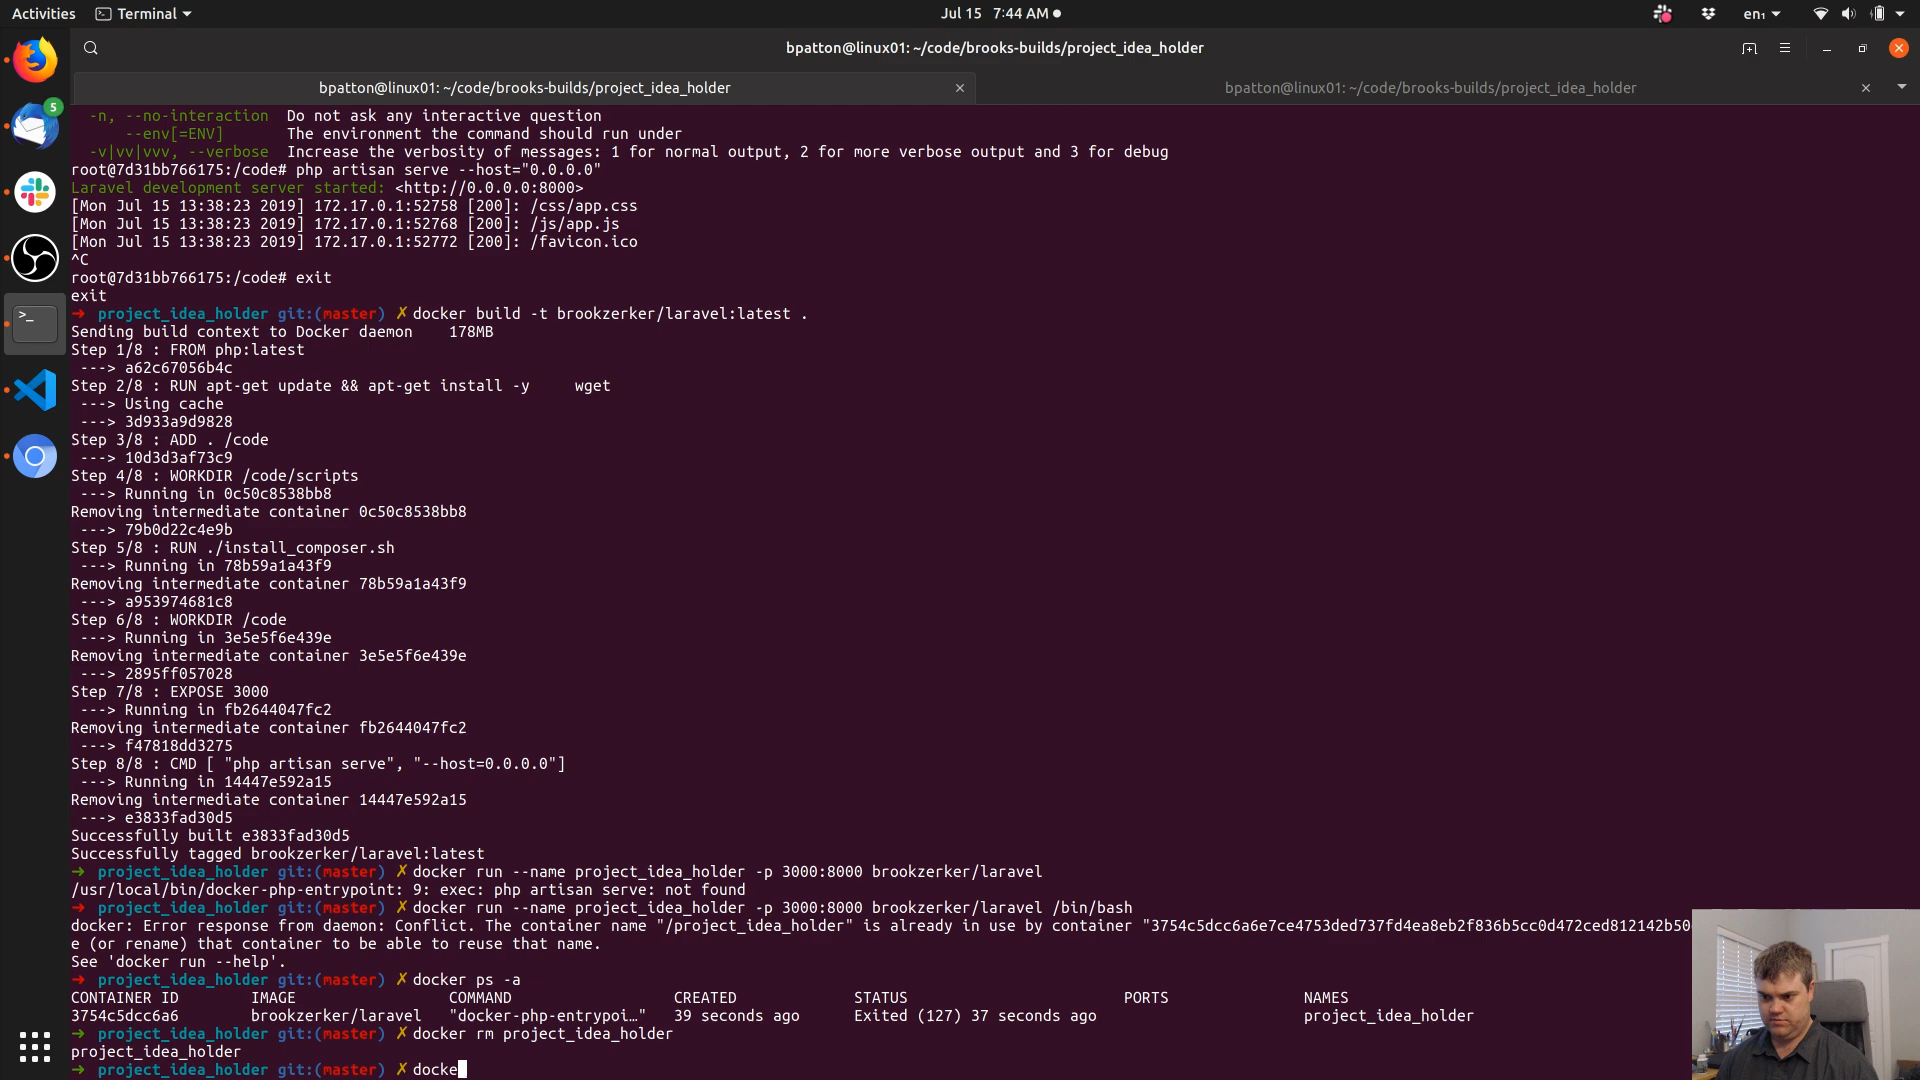 Activities Terminal Jul 15 7:44 AM en₁
bpatton@linux01: ~/code/brooks-builds/project_idea_holder
bpatton@linux01: ~/code/brooks-builds/project_idea_holder bpatton@linux01: ~/code/brooks-builds/project_idea_holder
5
-n, --no-interaction Do not ask any interactive question
--env[=ENV] The environment the command should run under
-v|vv|vvv, --verbose Increase the verbosity of messages: 1 for normal output, 2 for more verbose output and 3 for debug
root@7d31bb766175:/code# php artisan serve --host="0.0.0.0"
Laravel development server started: <http://0.0.0.0:8000>
[Mon Jul 15 13:38:23 2019] 172.17.0.1:52758 [200]: /css/app.css
[Mon Jul 15 13:38:23 2019] 172.17.0.1:52768 [200]: /js/app.js
[Mon Jul 15 13:38:23 2019] 172.17.0.1:52772 [200]: /favicon.ico
^C
root@7d31bb766175:/code# exit
exit
➜ project_idea_holder git:(master) ✗ docker build -t brookzerker/laravel:latest .
Sending build context to Docker daemon 178MB
Step 1/8 : FROM php:latest
---> a62c67056b4c
Step 2/8 : RUN apt-get update && apt-get install -y wget
---> Using cache
---> 3d933a9d9828
Step 3/8 : ADD . /code
---> 10d3d3af73c9
Step 4/8 : WORKDIR /code/scripts
---> Running in 0c50c8538bb8
Removing intermediate container 0c50c8538bb8
---> 79b0d22c4e9b
Step 5/8 : RUN ./install_composer.sh
---> Running in 78b59a1a43f9
Removing intermediate container 78b59a1a43f9
---> a953974681c8
Step 6/8 : WORKDIR /code
---> Running in 3e5e5f6e439e
Removing intermediate container 3e5e5f6e439e
---> 2895ff057028
Step 7/8 : EXPOSE 3000
---> Running in fb2644047fc2
Removing intermediate container fb2644047fc2
---> f47818dd3275
Step 8/8 : CMD [ "php artisan serve", "--host=0.0.0.0"]
---> Running in 14447e592a15
Removing intermediate container 14447e592a15
---> e3833fad30d5
Successfully built e3833fad30d5
Successfully tagged brookzerker/laravel:latest
➜ project_idea_holder git:(master) ✗ docker run --name project_idea_holder -p 3000:8000 brookzerker/laravel
/usr/local/bin/docker-php-entrypoint: 9: exec: php artisan serve: not found
➜ project_idea_holder git:(master) ✗ docker run --name project_idea_holder -p 3000:8000 brookzerker/laravel /bin/bash
docker: Error response from daemon: Conflict. The container name "/project_idea_holder" is already in use by container "3754c5dcc6a6e7ce4753ded737fd4ea8eb2f836b5cc0d472ced812142b50
e (or rename) that container to be able to reuse that name.
See 'docker run --help'.
➜ project_idea_holder git:(master) ✗ docker ps -a
CONTAINER ID IMAGE COMMAND CREATED STATUS PORTS NAMES
3754c5dcc6a6 brookzerker/laravel "docker-php-entrypoi…" 39 seconds ago Exited (127) 37 seconds ago project_idea_holder
➜ project_idea_holder git:(master) ✗ docker rm project_idea_holder
project_idea_holder
➜ project_idea_holder git:(master) ✗ docke